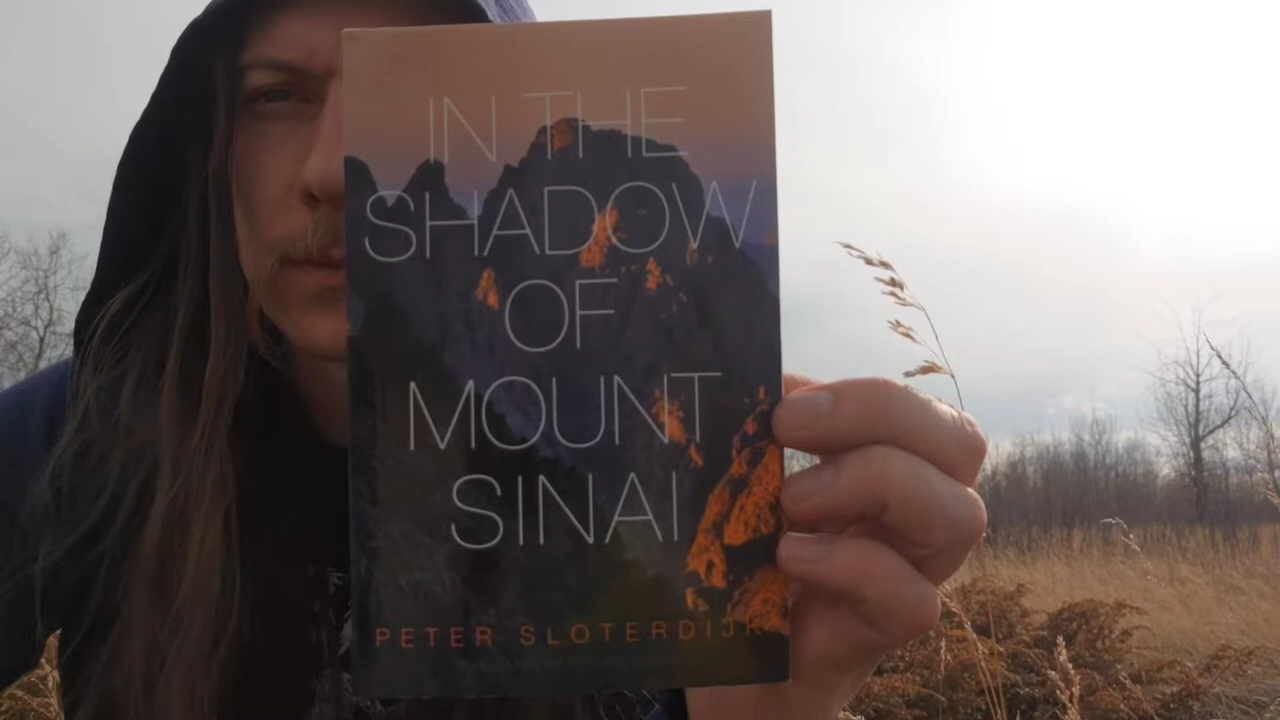 IN THE
SHADOW
OF
MOUNT
SINAI
PETER SLOTERDIJK